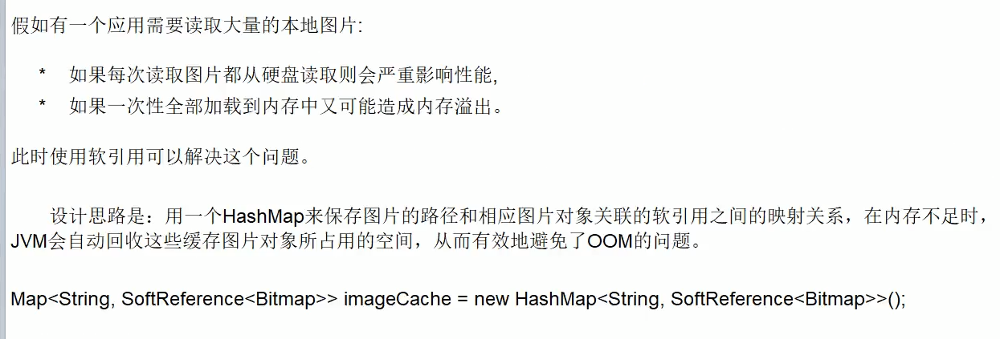 假如有一个应用需要读取大量的本地图片:
* 如果每次读取图片都从硬盘读取则会严重影响性能,
* 如果一次性全部加载到内存中又可能造成内存溢出。
此时使用软引用可以解决这个问题。
设计思路是：用一个HashMap来保存图片的路径和相应图片对象关联的软引用之间的映射关系，在内存不足时，
JVM会自动回收这些缓存图片对象所占用的空间，从而有效地避免了OOM的问题。
Map<String, SoftReference<Bitmap>> imageCache = new HashMap<String, SoftReference<Bitmap>>();